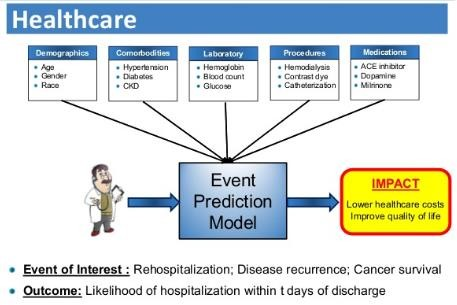 Healthcare
Demographics
Age
Gender
Race
Comorbodities
Hypertension
Diabetes
CKD
Laboratory
Hemoglobin
Blood count
Glucose
Procedures
Hemodialysis
Contrast dye
Catheterization
Medications
ACE inhibitor
Dopamine
Milrinone
Event
Prediction
Model
IMPACT
Lower healthcare costs
Improve quality of life
Event of Interest : Rehospitalization; Disease recurrence; Cancer survival
Outcome: Likelihood of hospitalization within t days of discharge